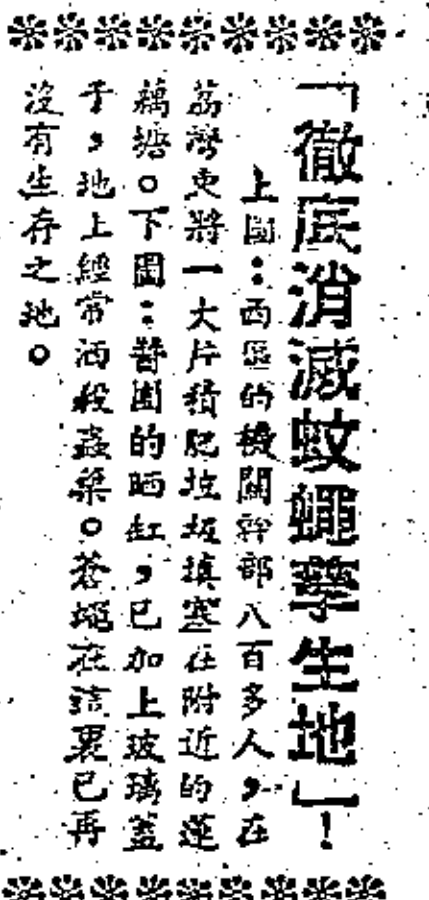 「徹底消滅蚊蠅孳生地」!
上圖：西區的機關幹部八百多人，在
荔灣更將一大片積肥垃圾填塞在附近的蓮
藕塘。下圖：醬園的晒缸，已加上玻璃蓋
子，地上經常洒殺蟲藥。蒼蠅在這裏已再
沒有生存之地。